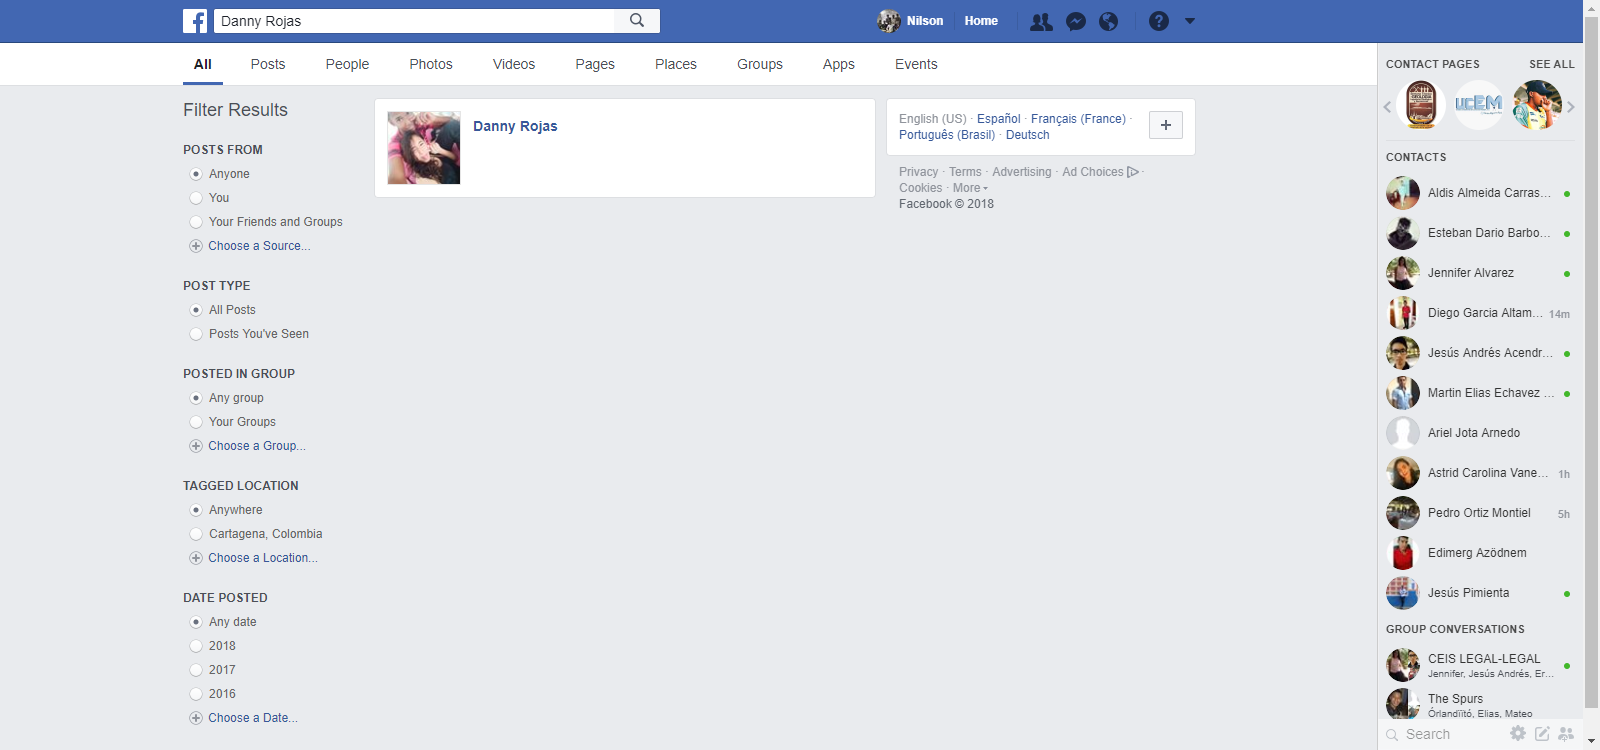 Danny Rojas
Nilson
Home
All
Posts
People
Photos
Videos
Pages
Places
Groups
Apps
Events
Filter Results
POSTS FROM
Anyone
You
Your Friends and Groups
Choose a Source...
POST TYPE
All Posts
Posts You've Seen
POSTED IN GROUP
Any group
Your Groups
Choose a Group...
TAGGED LOCATION
Anywhere
Cartagena, Colombia
Choose a Location...
DATE POSTED
Any date
2018
2017
2016
Choose a Date...
Danny Rojas
English (US) · Español · Français (France) ·
Português (Brasil) · Deutsch
Privacy · Terms · Advertising · Ad Choices ·
Cookies · More
Facebook © 2018
CONTACT PAGES
SEE ALL
UCEM
CONTACTS
Aldis Almeida Carras...
Esteban Dario Barbo...
Jennifer Alvarez
Diego Garcia Altam... 14m
Jesús Andrés Acendr...
Martin Elias Echavez ...
Ariel Jota Arnedo
Astrid Carolina Vane... 1h
Pedro Ortiz Montiel 5h
Edimerg Azödnem
Jesús Pimienta
GROUP CONVERSATIONS
CEIS LEGAL-LEGAL
Jennifer, Jesús Andrés, Er...
The Spurs
Órlandïïtó, Elias, Mateo
Search